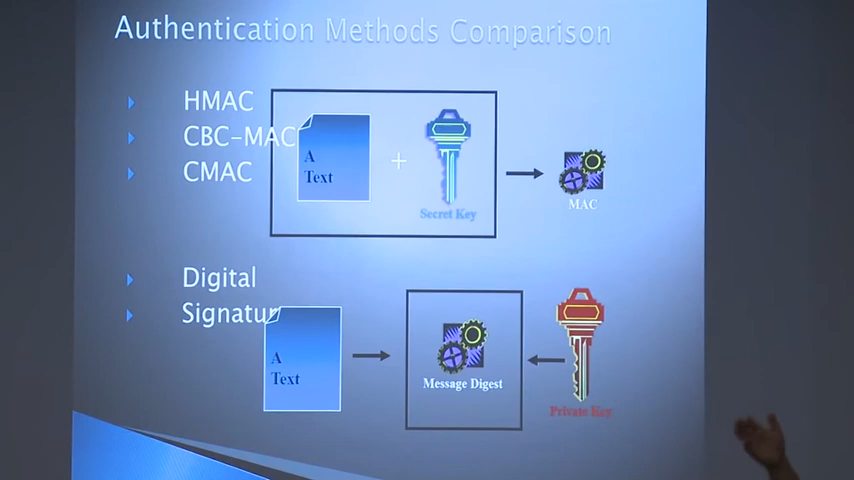 Authentication Methods Comparison
HMAC
CBC-MAC
CMAC
A
Text
+
Secret Key
MAC
Digital
Signatur
A
Text
Message Digest
Private Key